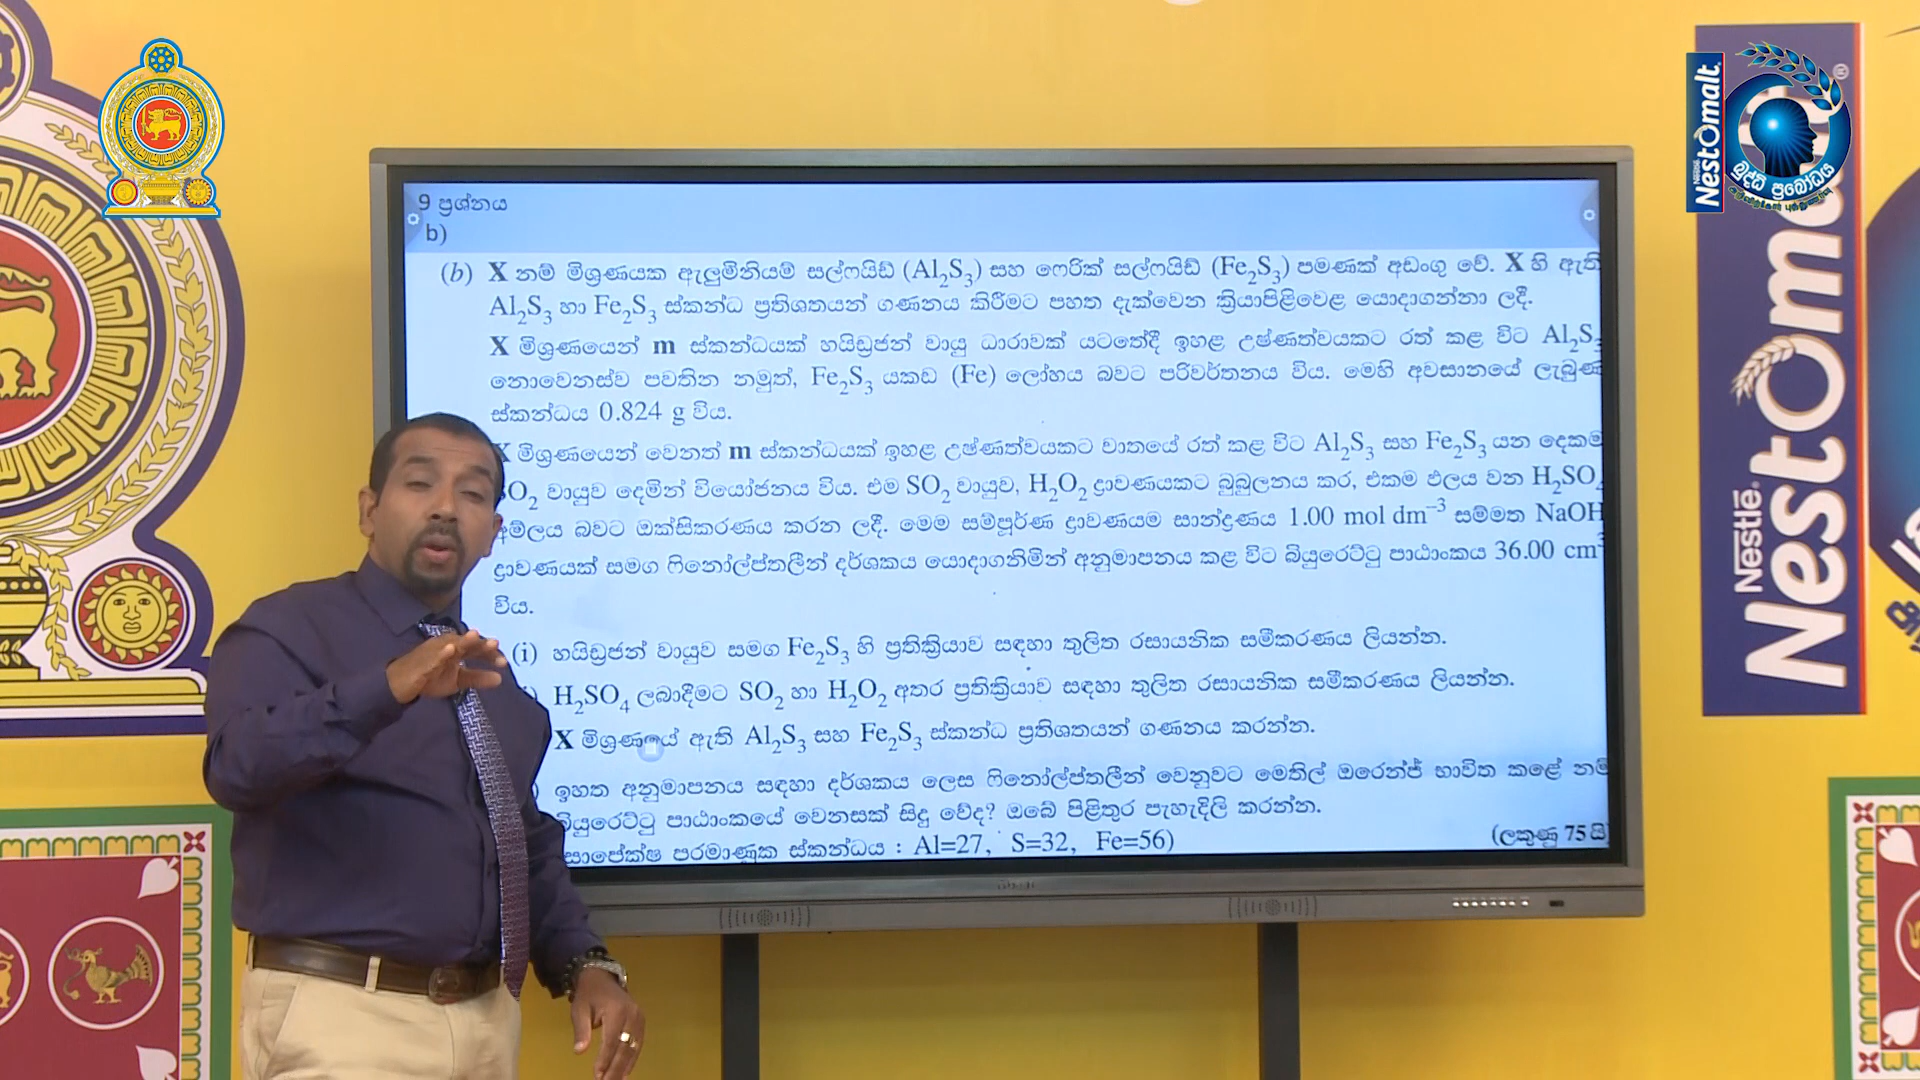 9 ප්‍රශ්නය
b)
(b) X නම් මිශ්‍රණයක ඇලුමිනියම් සල්ෆයිඩ් (Al₂S₃) සහ ෆෙරික් සල්ෆයිඩ් (Fe₂S₃) පමණක් අඩංගු වේ. X හි ඇති
Al₂S₃ හා Fe₂S₃ ස්කන්ධ ප්‍රතිශතයන් ගණනය කිරීමට පහත දැක්වෙන ක්‍රියාපිළිවෙළ යොදාගන්නා ලදී.
X මිශ්‍රණයෙන් m ස්කන්ධයක් හයිඩ්‍රජන් වායු ධාරාවක් යටතේදී ඉහළ උෂ්ණත්වයකට රත් කළ විට Al₂S₃
නොවෙනස්ව පවතින නමුත්, Fe₂S₃ යකඩ (Fe) ලෝහය බවට පරිවර්තනය විය. මෙහි අවසානයේ ලැබුණ
ස්කන්ධය 0.824 g විය.
X මිශ්‍රණයෙන් වෙනත් m ස්කන්ධයක් ඉහළ උෂ්ණත්වයකට වාතයේ රත් කළ විට Al₂S₃ සහ Fe₂S₃ යන දෙකම
SO₂ වායුව දෙමින් වියෝජනය විය. එම SO₂ වායුව, H₂O₂ ද්‍රාවණයකට බුබුලනය කර, එකම ඵලය වන H₂SO₄
අම්ලය බවට ඔක්සිකරණය කරන ලදී. මෙම සම්පූර්ණ ද්‍රාවණයම සාන්ද්‍රණය 1.00 mol dm⁻³ සම්මත NaOH
ද්‍රාවණයක් සමග ෆිනෝල්ප්තලීන් දර්ශකය යොදාගනිමින් අනුමාපනය කළ විට බියුරෙට්ටු පාඨාංකය 36.00 cm³
විය.
(i) හයිඩ්‍රජන් වායුව සමග Fe₂S₃ හි ප්‍රතික්‍රියාව සඳහා තුලිත රසායනික සමීකරණය ලියන්න.
H₂SO₄ ලබාදීමට SO₂ හා H₂O₂ අතර ප්‍රතික්‍රියාව සඳහා තුලිත රසායනික සමීකරණය ලියන්න.
X මිශ්‍රණයේ ඇති Al₂S₃ සහ Fe₂S₃ ස්කන්ධ ප්‍රතිශතයන් ගණනය කරන්න.
ඉහත අනුමාපනය සඳහා දර්ශකය ලෙස ෆිනෝල්ප්තලීන් වෙනුවට මෙතිල් ඔරෙන්ජ් භාවිත කළේ නම්
බියුරෙට්ටු පාඨාංකයේ වෙනසක් සිදු වේද? ඔබේ පිළිතුර පැහැදිලි කරන්න.
සාපේක්ෂ පරමාණුක ස්කන්ධය : Al=27, S=32, Fe=56)
(ලකුණු 75 යි
Nestlé NESTOmalt
බුද්ධි ප්‍රබෝධය
Nestlé NESTOmalt
Nestlé